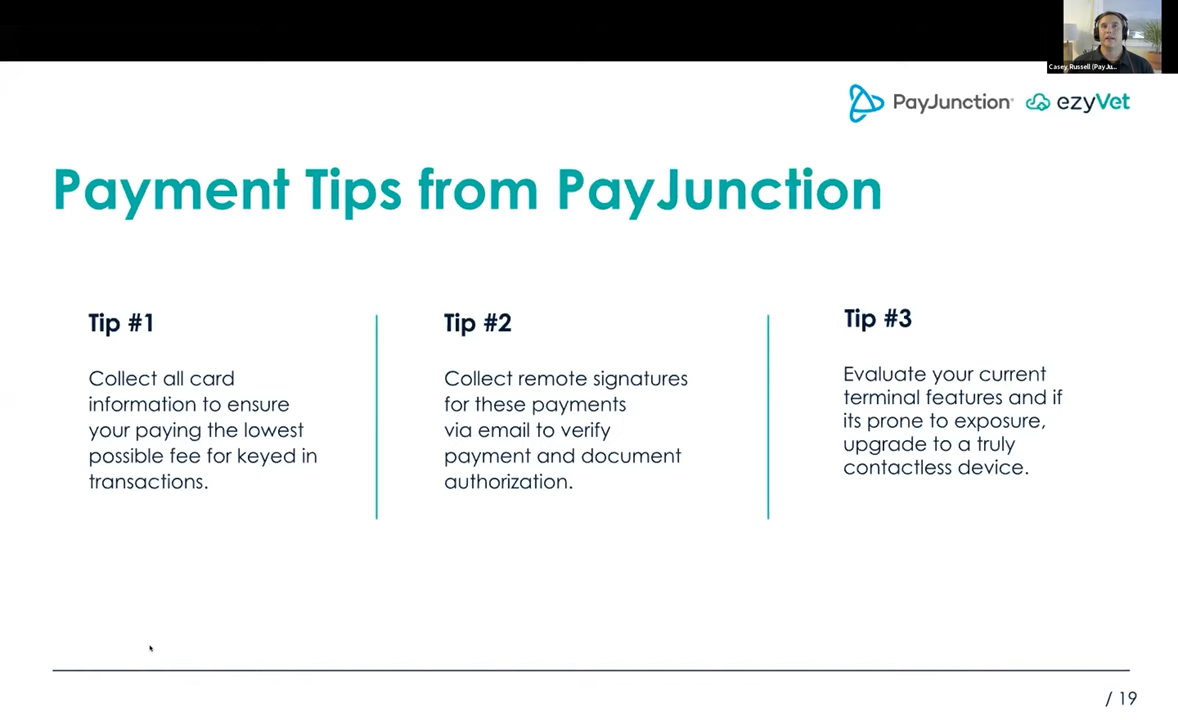 Casey Russell (PayJu...
PayJunction
ezyVet
Payment Tips from PayJunction
Tip #1
Collect all card
information to ensure
your paying the lowest
possible fee for keyed in
transactions.
Tip #2
Collect remote signatures
for these payments
via email to verify
payment and document
authorization.
Tip #3
Evaluate your current
terminal features and if
its prone to exposure,
upgrade to a truly
contactless device.
/ 19